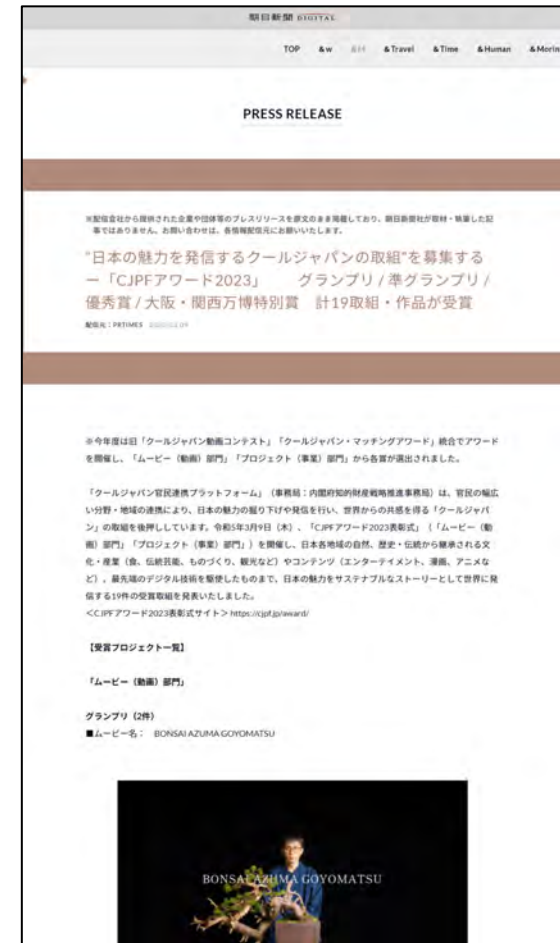 朝日新聞 DIGITAL
TOP &w &M &Travel &Time &Human &Morin
PRESS RELEASE
※配信会社から提供された企業や団体等のプレスリリースを原文のまま掲載しており、朝日新聞社が取材・執筆した記
事ではありません。お問い合わせは、各情報配信元にお願いいたします。
“日本の魅力を発信するクールジャパンの取組”を募集する
ー「CJPFアワード2023」 グランプリ / 準グランプリ /
優秀賞 / 大阪・関西万博特別賞 計19取組・作品が受賞
配信元：PRTIMES
※今年度は旧「クールジャパン動画コンテスト」「クールジャパン・マッチングアワード」統合でアワード
を開催し、「ムービー（動画）部門」「プロジェクト（事業）部門」から各賞が選出されました。
「クールジャパン官民連携プラットフォーム」（事務局：内閣府知的財産戦略推進事務局）は、官民の幅広
い分野・地域の連携により、日本の魅力の掘り下げや発信を行い、世界からの共感を得る「クールジャパ
ン」の取組を後押ししています。令和5年3月9日（木）、「CJPFアワード2023表彰式」（「ムービー（動
画）部門」「プロジェクト（事業）部門」）を開催し、日本各地域の自然、歴史・伝統から継承される文
化・産業（食、伝統芸能、ものづくり、観光など）やコンテンツ（エンターテイメント、漫画、アニメな
ど）、最先端のデジタル技術を駆使したものまで、日本の魅力をサステナブルなストーリーとして世界に発
信する19件の受賞取組を発表いたしました。
＜CJPFアワード2023表彰式サイト＞ https://cjpf.jp/award/
【受賞プロジェクト一覧】
「ムービー（動画）部門」
グランプリ（2件）
■ムービー名： BONSAI AZUMA GOYOMATSU
BONSAI AZUMA GOYOMATSU